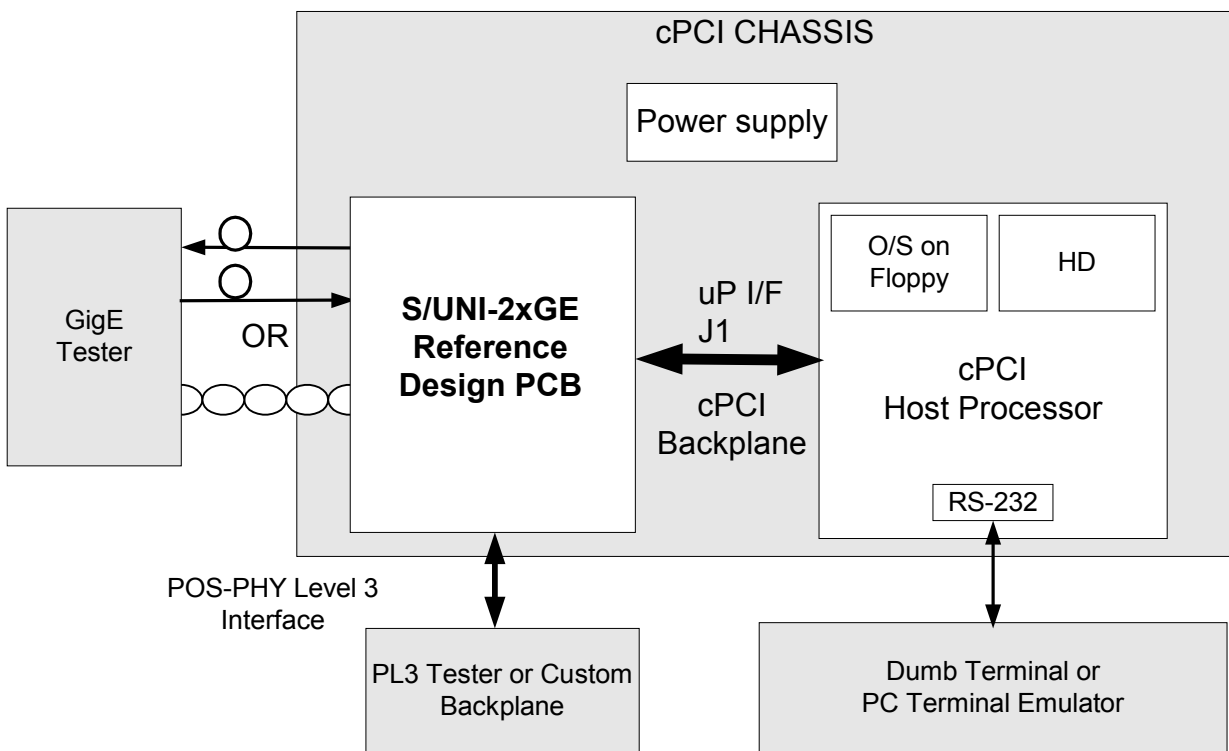 cPCI CHASSIS
Power supply
GigE
Tester
OR
S/UNI-2xGE
Reference
Design PCB
uP I/F
J1
cPCI
Backplane
O/S on
Floppy
HD
cPCI
Host Processor
RS-232
POS-PHY Level 3
Interface
PL3 Tester or Custom
Backplane
Dumb Terminal or
PC Terminal Emulator